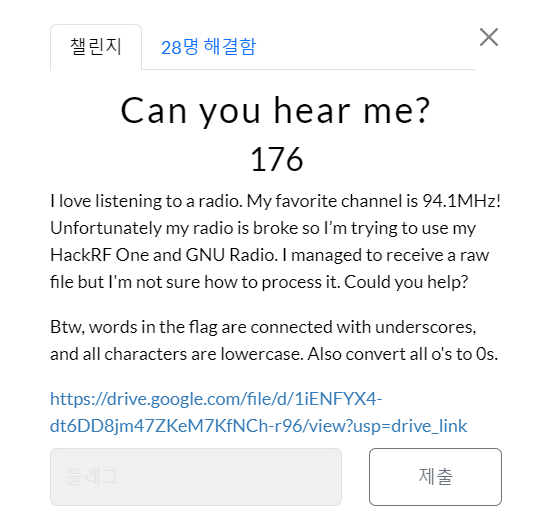 챌린지
28명 해결함
Can you hear me?
176
I love listening to a radio. My favorite channel is 94.1MHz!
Unfortunately my radio is broke so I’m trying to use my
HackRF One and GNU Radio. I managed to receive a raw
file but I'm not sure how to process it. Could you help?
Btw, words in the flag are connected with underscores,
and all characters are lowercase. Also convert all o's to 0s.
https://drive.google.com/file/d/1iENFYX4-
dt6DD8jm47ZKeM7KfNCh-r96/view?usp=drive_link
플래그
제출